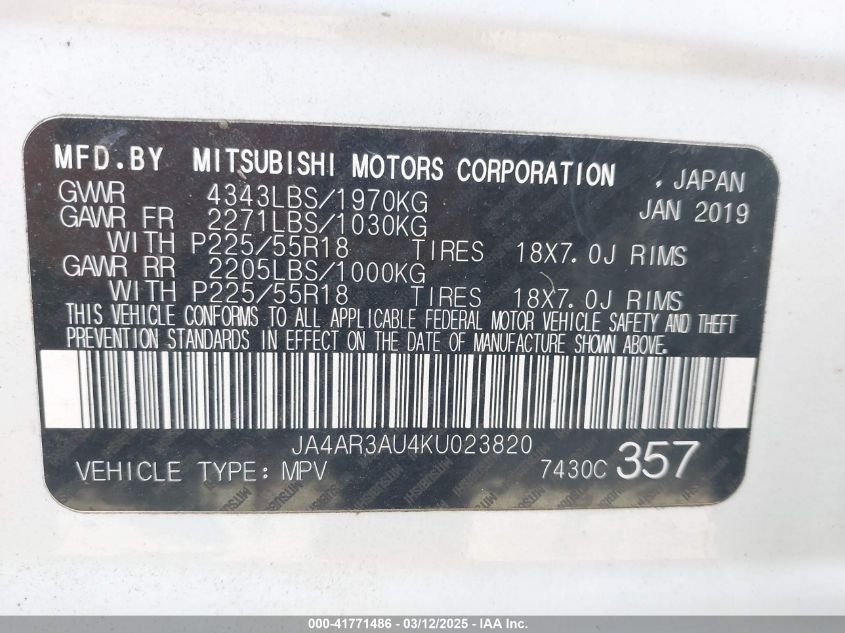 MFD.BY MITSUBISHI MOTORS CORPORATION , JAPAN
GWWR 4343LBS/1970KG JAN 2019
GAWR FR 2271LBS/1030KG
WITH P225/55R18 TIRES 18X7.0J RIMS
GAWR RR 2205LBS/1000KG
WITH P225/55R18 TIRES 18X7.0J RIMS
THIS VEHICLE CONFORMS TO ALL APPLICABLE FEDERAL MOTOR VEHICLE SAFETY AND THEFT
PREVENTION STANDARDS IN EFFECT ON THE DATE OF MANUFACTURE SHOWN ABOVE.
JA4AR3AU4KU023820
VEHICLE TYPE: MPV 7430C 357
000-41771486 - 03/12/2025 - IAA Inc.